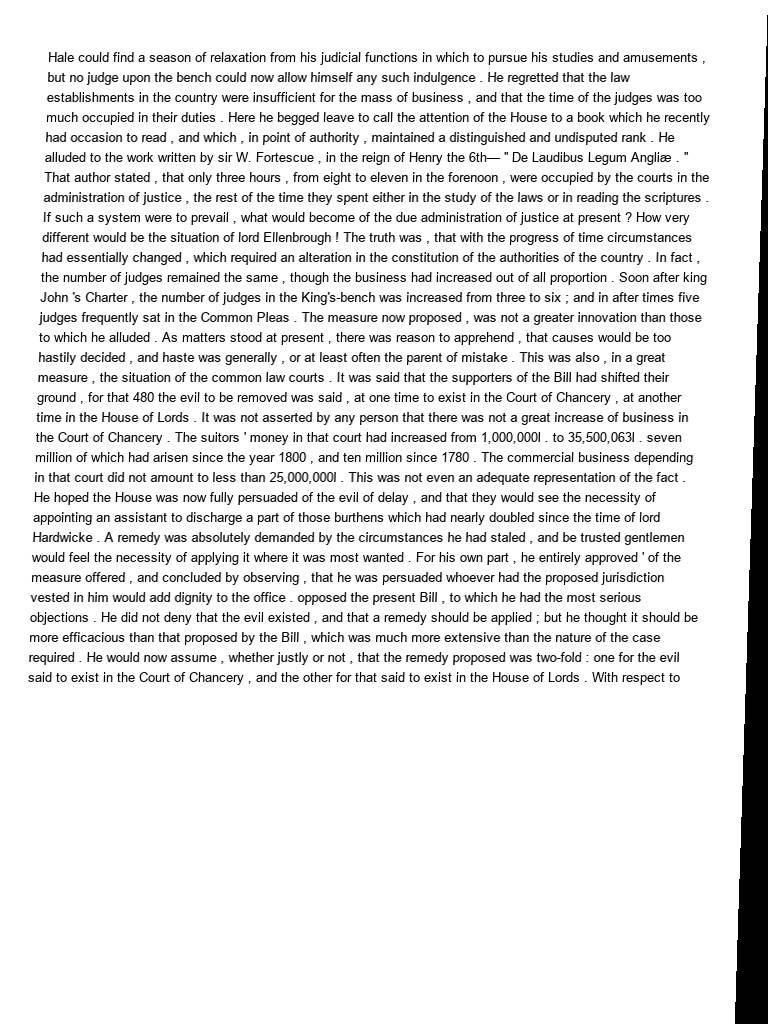 Hale could find a season of relaxation from his judicial functions in which to pursue his studies and amusements ,
but no judge upon the bench could now allow himself any such indulgence . He regretted that the law
establishments in the country were insufficient for the mass of business , and that the time of the judges was too
much occupied in their duties . Here he begged leave to call the attention of the House to a book which he recently
had occasion to read , and which , in point of authority , maintained a distinguished and undisputed rank . He
alluded to the work written by sir W. Fortescue , in the reign of Henry the 6th— " De Laudibus Legum Angliæ . "
That author stated , that only three hours , from eight to eleven in the forenoon , were occupied by the courts in the
administration of justice , the rest of the time they spent either in the study of the laws or in reading the scriptures .
If such a system were to prevail , what would become of the due administration of justice at present ? How very
different would be the situation of lord Ellenbrough ! The truth was , that with the progress of time circumstances
had essentially changed , which required an alteration in the constitution of the authorities of the country . In fact ,
the number of judges remained the same , though the business had increased out of all proportion . Soon after king
John 's Charter , the number of judges in the King's-bench was increased from three to six ; and in after times five
judges frequently sat in the Common Pleas . The measure now proposed , was not a greater innovation than those
to which he alluded . As matters stood at present , there was reason to apprehend , that causes would be too
hastily decided , and haste was generally , or at least often the parent of mistake . This was also , in a great
measure , the situation of the common law courts . It was said that the supporters of the Bill had shifted their
ground , for that 480 the evil to be removed was said , at one time to exist in the Court of Chancery , at another
time in the House of Lords . It was not asserted by any person that there was not a great increase of business in
the Court of Chancery . The suitors ' money in that court had increased from 1,000,000l . to 35,500,063l . seven
million of which had arisen since the year 1800 , and ten million since 1780 . The commercial business depending
in that court did not amount to less than 25,000,000l . This was not even an adequate representation of the fact .
He hoped the House was now fully persuaded of the evil of delay , and that they would see the necessity of
appointing an assistant to discharge a part of those burthens which had nearly doubled since the time of lord
Hardwicke . A remedy was absolutely demanded by the circumstances he had staled , and be trusted gentlemen
would feel the necessity of applying it where it was most wanted . For his own part , he entirely approved ' of the
measure offered , and concluded by observing , that he was persuaded whoever had the proposed jurisdiction
vested in him would add dignity to the office . opposed the present Bill , to which he had the most serious
objections . He did not deny that the evil existed , and that a remedy should be applied ; but he thought it should be
more efficacious than that proposed by the Bill , which was much more extensive than the nature of the case
required . He would now assume , whether justly or not , that the remedy proposed was two-fold : one for the evil
said to exist in the Court of Chancery , and the other for that said to exist in the House of Lords . With respect to